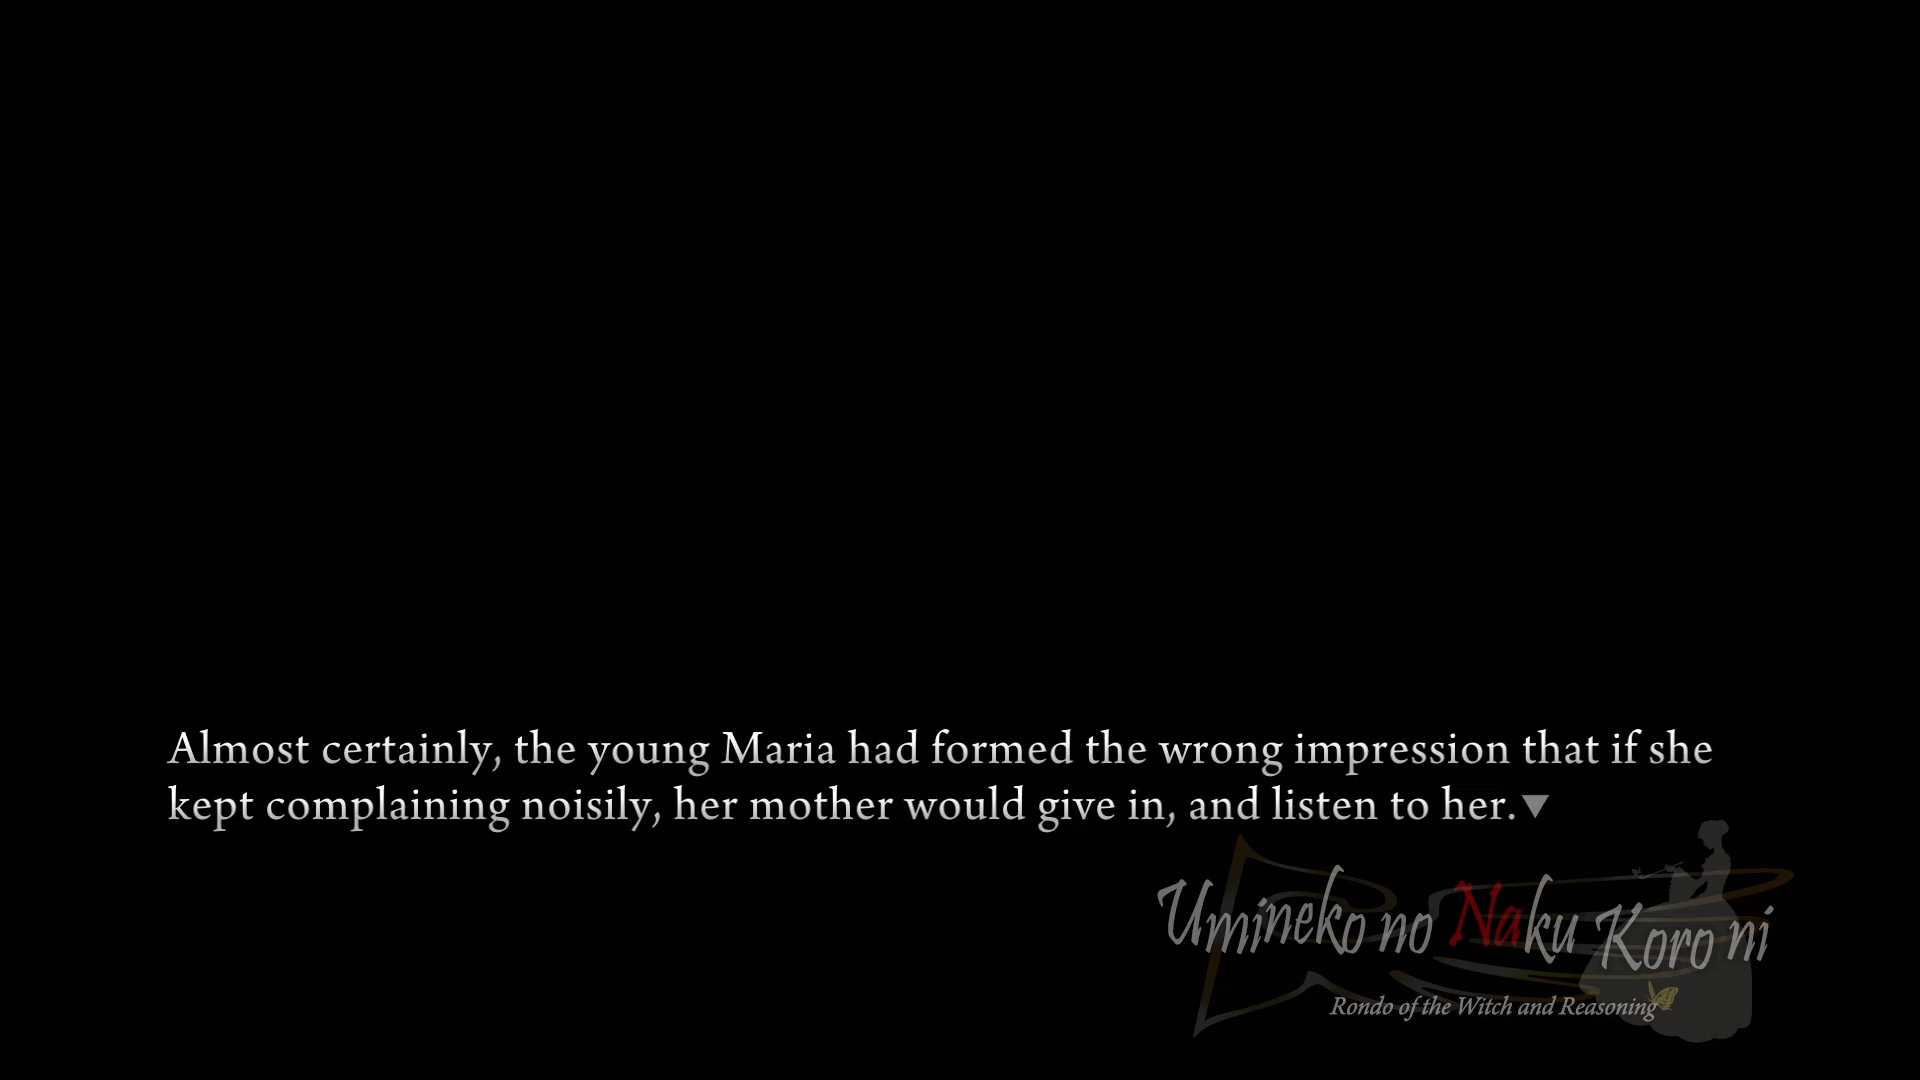 Almost certainly, the young Maria had formed the wrong impression that if she
kept complaining noisily, her mother would give in, and listen to her.
Umineko no Naku Koro ni
Rondo of the Witch and Reasoning